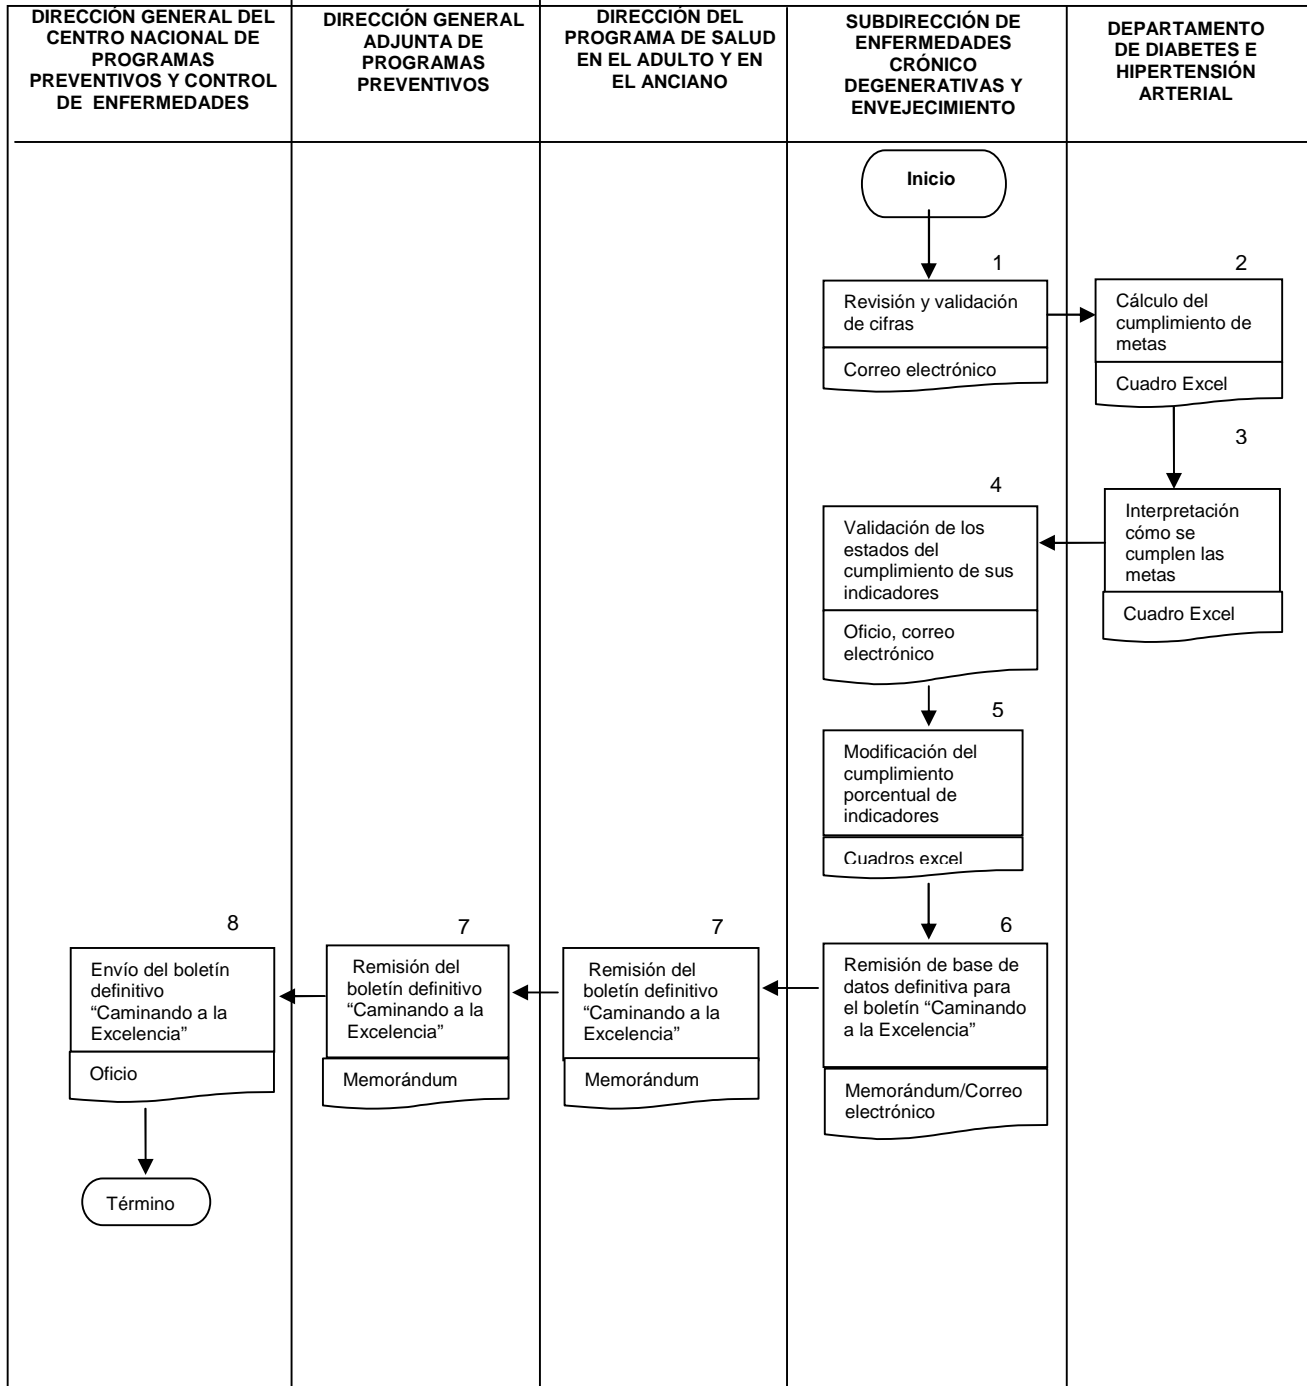 DIRECCIÓN GENERAL DEL
CENTRO NACIONAL DE
PROGRAMAS
PREVENTIVOS Y CONTROL
DE ENFERMEDADES
DIRECCIÓN GENERAL
ADJUNTA DE
PROGRAMAS
PREVENTIVOS
DIRECCIÓN DEL
PROGRAMA DE SALUD
EN EL ADULTO Y EN
EL ANCIANO
SUBDIRECCIÓN DE
ENFERMEDADES
CRÓNICO
DEGENERATIVAS Y
ENVEJECIMIENTO
DEPARTAMENTO
DE DIABETES E
HIPERTENSIÓN
ARTERIAL
Inicio
1
Revisión y validación
de cifras
Correo electrónico
2
Cálculo del
cumplimiento de
metas
Cuadro Excel
3
Interpretación
cómo se
cumplen las
metas
Cuadro Excel
4
Validación de los
estados del
cumplimiento de sus
indicadores
Oficio, correo
electrónico
5
Modificación del
cumplimiento
porcentual de
indicadores
Cuadros excel
6
Remisión de base de
datos definitiva para
el boletín “Caminando
a la Excelencia”
Memorándum/Correo
electrónico
7
Remisión del
boletín definitivo
“Caminando a la
Excelencia”
Memorándum
7
Remisión del
boletín definitivo
“Caminando a la
Excelencia”
Memorándum
8
Envío del boletín
definitivo
“Caminando a la
Excelencia”
Oficio
Término